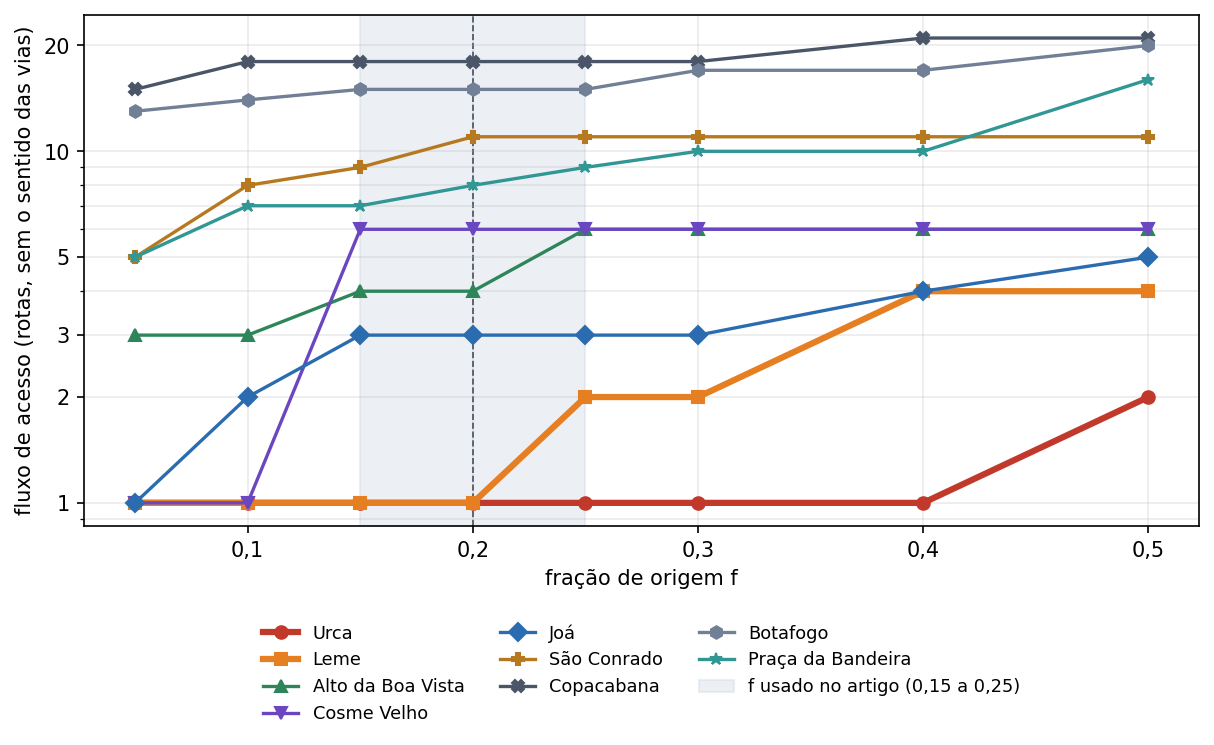 fluxo de acesso (rotas, sem o sentido das vias)
20
10
5
3
2
1
0,1
0,2
0,3
0,4
0,5
fração de origem f
Urca
Leme
Alto da Boa Vista
Cosme Velho
Joá
São Conrado
Copacabana
Botafogo
Praça da Bandeira
f usado no artigo (0,15 a 0,25)